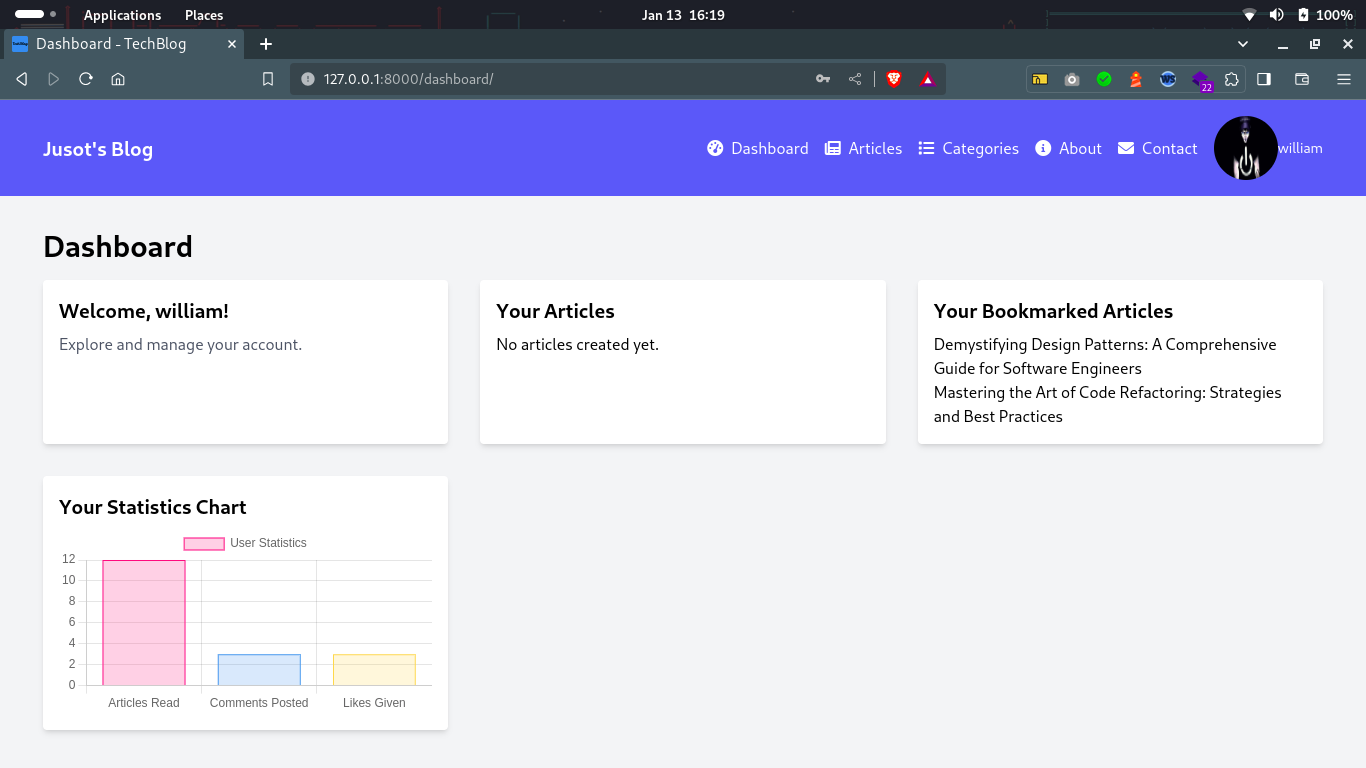 Applications Places Jan 13 16:19 100%
Dashboard - TechBlog
127.0.0.1:8000/dashboard/
22
Jusot's Blog Dashboard Articles Categories About Contact william
Dashboard
Welcome, william!
Explore and manage your account.
Your Articles
No articles created yet.
Your Bookmarked Articles
Demystifying Design Patterns: A Comprehensive
Guide for Software Engineers
Mastering the Art of Code Refactoring: Strategies
and Best Practices
Your Statistics Chart
User Statistics
12
10
8
6
4
2
0
Articles Read Comments Posted Likes Given